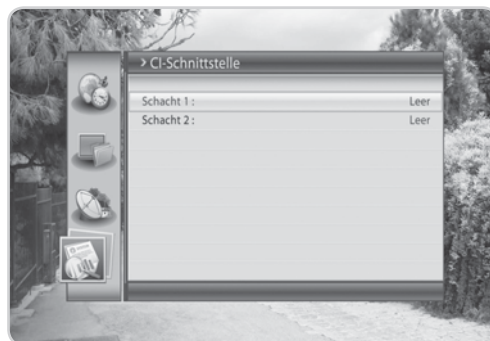 > CI-Schnittstelle
Schacht 1 : Leer
Schacht 2 : Leer